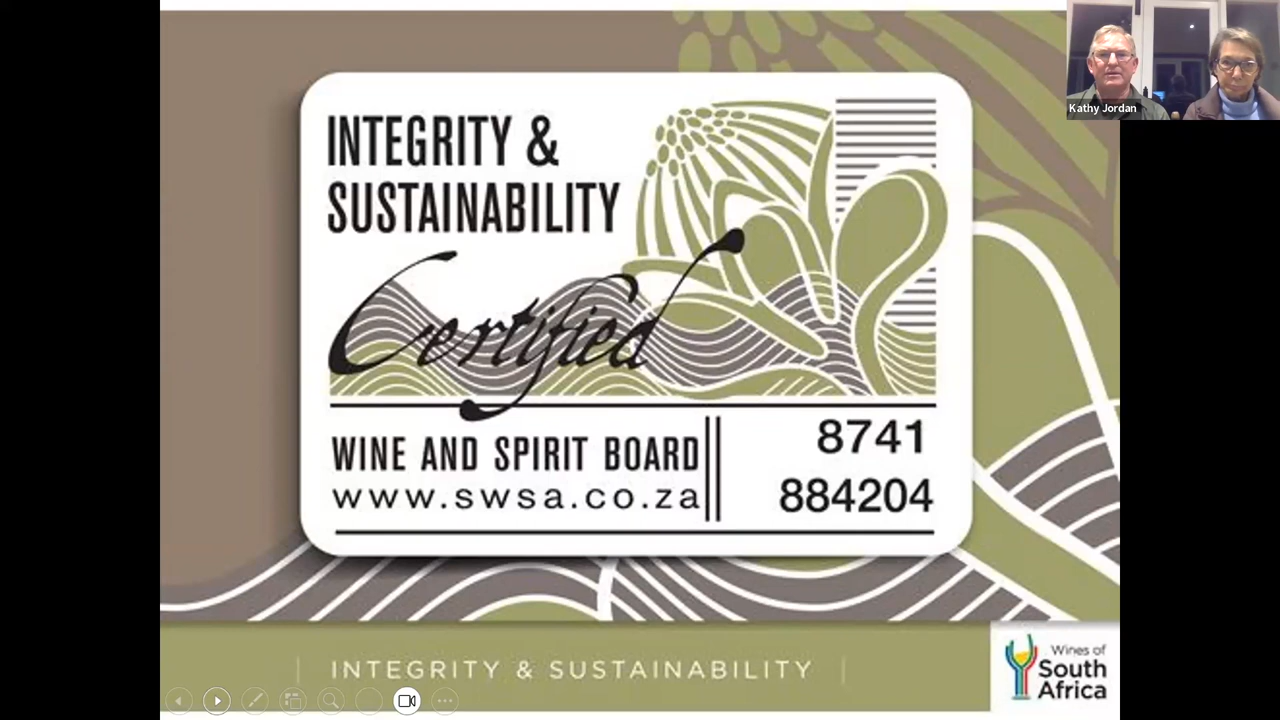 Kathy Jordan
INTEGRITY &
SUSTAINABILITY
Certified
WINE AND SPIRIT BOARD
www.swsa.co.za
8741
884204
INTEGRITY & SUSTAINABILITY
Wines of
South
Africa